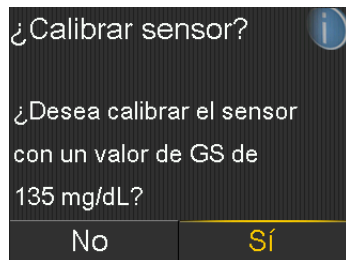 ¿Calibrar sensor?
i
¿Desea calibrar el sensor
con un valor de GS de
135 mg/dL?
No
Sí